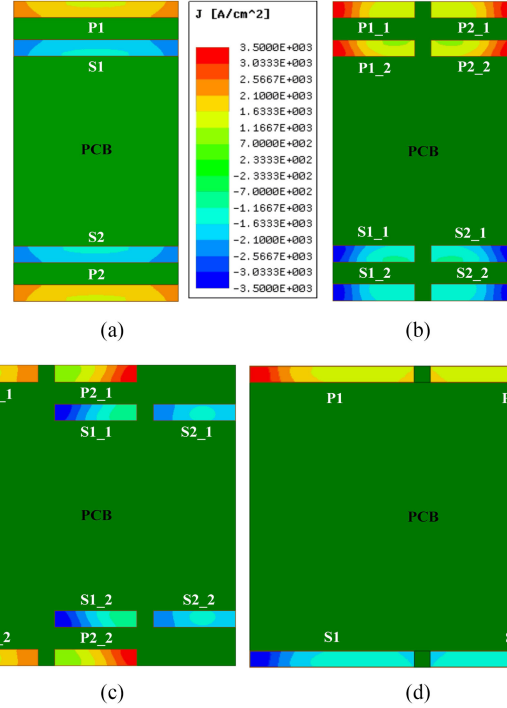 P1
S1
PCB
S2
P2
(a)
J [A/cm^2]
3.5000E+003
3.0333E+003
2.5667E+003
2.1000E+003
1.6333E+003
1.1667E+003
7.0000E+002
2.3333E+002
-2.3333E+002
-7.0000E+002
-1.1667E+003
-1.6333E+003
-2.1000E+003
-2.5667E+003
-3.0333E+003
-3.5000E+003
P1_1 P2_1
P1_2 P2_2
PCB
S1_1 S2_1
S1_2 S2_2
(b)
_1 P2_1
S1_1 S2_1
PCB
S1_2 S2_2
_2 P2_2
(c)
P1
PCB
S1
(d)